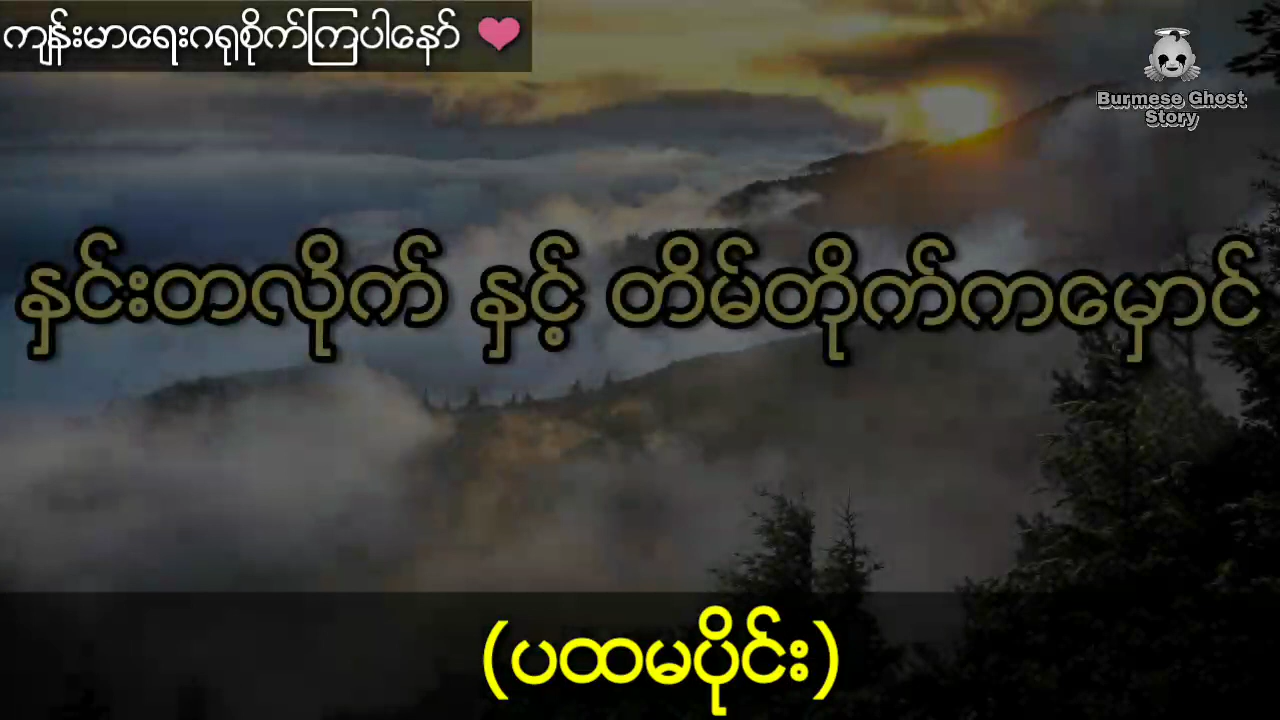 ကျန်းမာရေးဂရုစိုက်ကြပါနော် ❤
Burmese Ghost
Story
နှင်းတလိုက် နှင့် တိမ်တိုက်ကမှောင်
(ပထမပိုင်း)